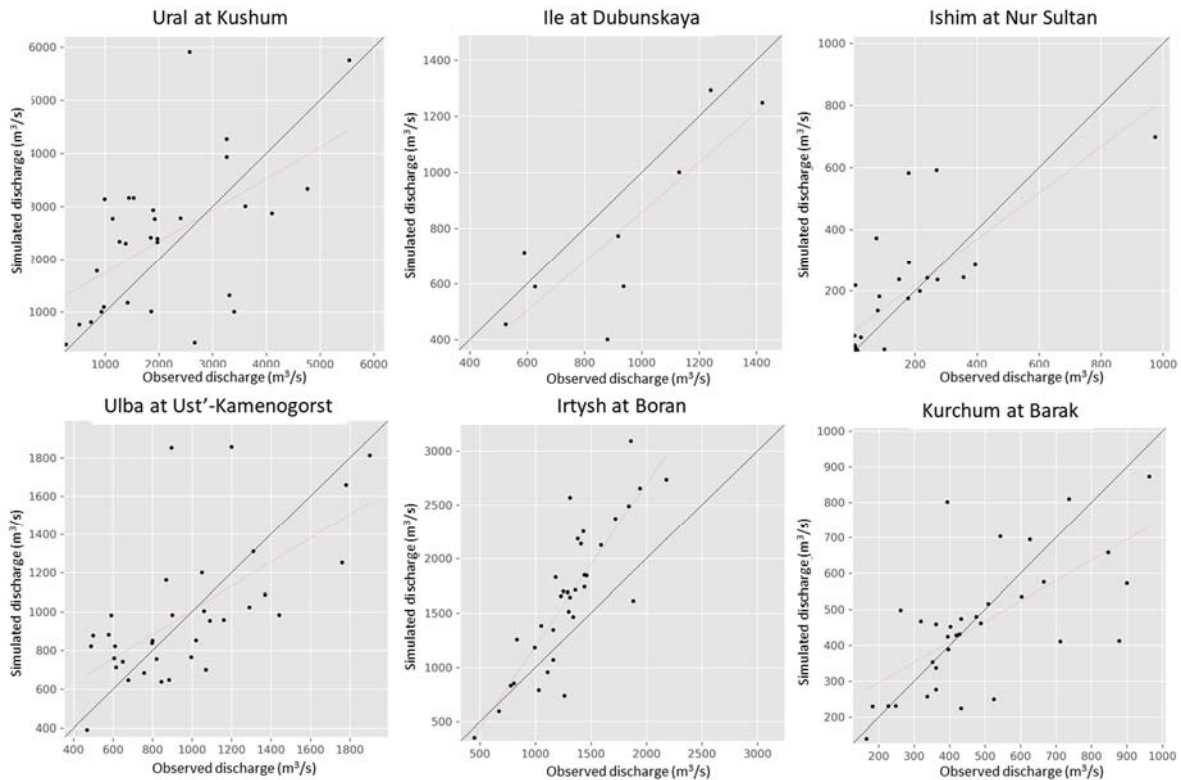 Ural at Kushum
6000
5000
4000
3000
2000
1000
1000 2000 3000 4000 5000 6000
Simulated discharge (m³/s)
Observed discharge (m³/s)
Ile at Dubunskaya
1400
1200
1000
800
600
400
400 600 800 1000 1200 1400
Simulated discharge (m³/s)
Observed discharge (m³/s)
Ishim at Nur Sultan
1000
800
600
400
200
200 400 600 800 1000
Simulated discharge (m³/s)
Observed discharge (m³/s)
Ulba at Ust’-Kamenogorst
1800
1600
1400
1200
1000
800
600
400
400 600 800 1000 1200 1400 1600 1800
Simulated discharge (m³/s)
Observed discharge (m³/s)
Irtysh at Boran
3000
2500
2000
1500
1000
500
500 1000 1500 2000 2500 3000
Simulated discharge (m³/s)
Observed discharge (m³/s)
Kurchum at Barak
1000
900
800
700
600
500
400
300
200
200 300 400 500 600 700 800 900 1000
Simulated discharge (m³/s)
Observed discharge (m³/s)